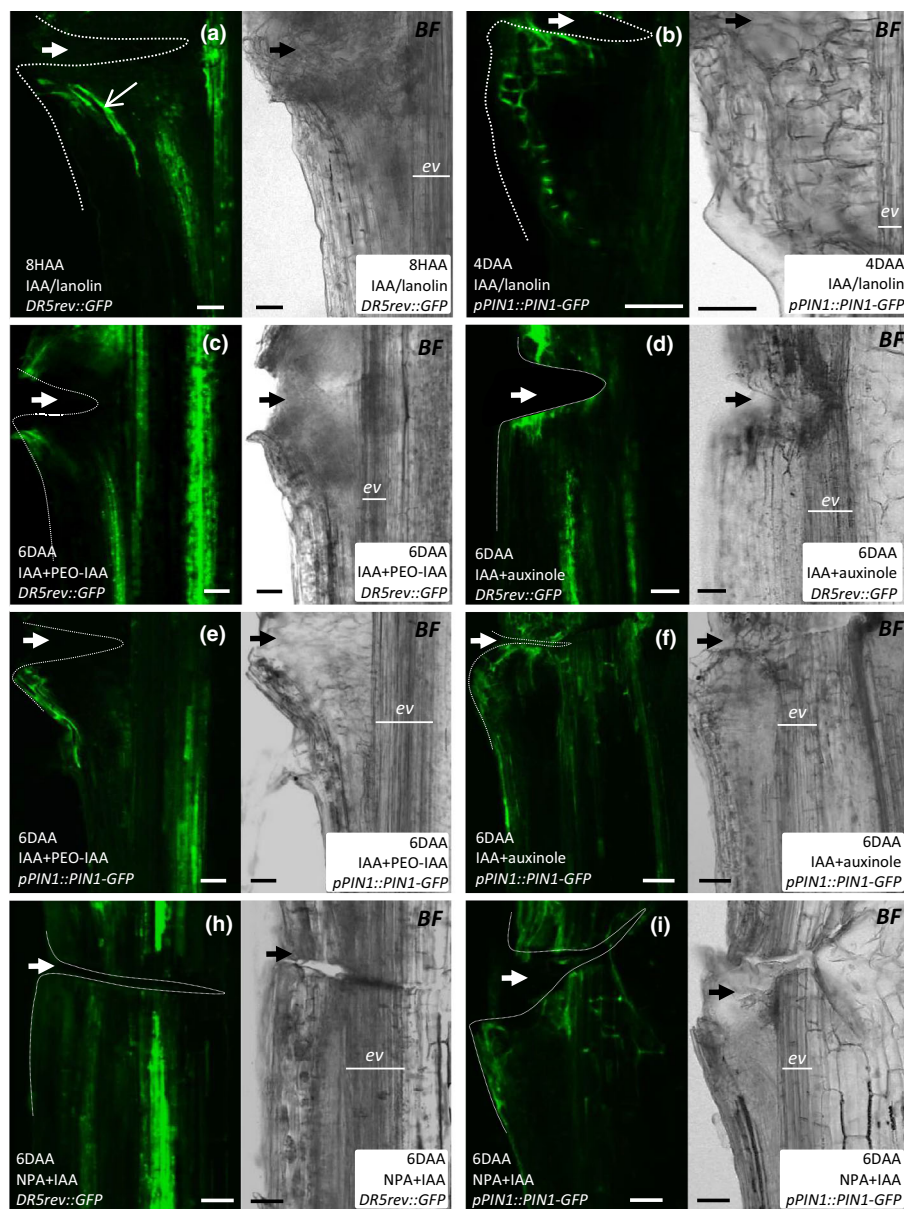 (a)
BF
ev
8HAA
IAA/lanolin
DR5rev::GFP
8HAA
IAA/lanolin
DR5rev::GFP
(b)
BF
ev
4DAA
IAA/lanolin
pPIN1::PIN1-GFP
4DAA
IAA/lanolin
pPIN1::PIN1-GFP
(c)
BF
ev
6DAA
IAA+PEO-IAA
DR5rev::GFP
6DAA
IAA+PEO-IAA
DR5rev::GFP
(d)
BF
ev
6DAA
IAA+auxinole
DR5rev::GFP
6DAA
IAA+auxinole
DR5rev::GFP
(e)
BF
ev
6DAA
IAA+PEO-IAA
pPIN1::PIN1-GFP
6DAA
IAA+PEO-IAA
pPIN1::PIN1-GFP
(f)
BF
ev
6DAA
IAA+auxinole
pPIN1::PIN1-GFP
6DAA
IAA+auxinole
pPIN1::PIN1-GFP
(h)
BF
ev
6DAA
NPA+IAA
DR5rev::GFP
6DAA
NPA+IAA
DR5rev::GFP
(i)
BF
ev
6DAA
NPA+IAA
pPIN1::PIN1-GFP
6DAA
NPA+IAA
pPIN1::PIN1-GFP